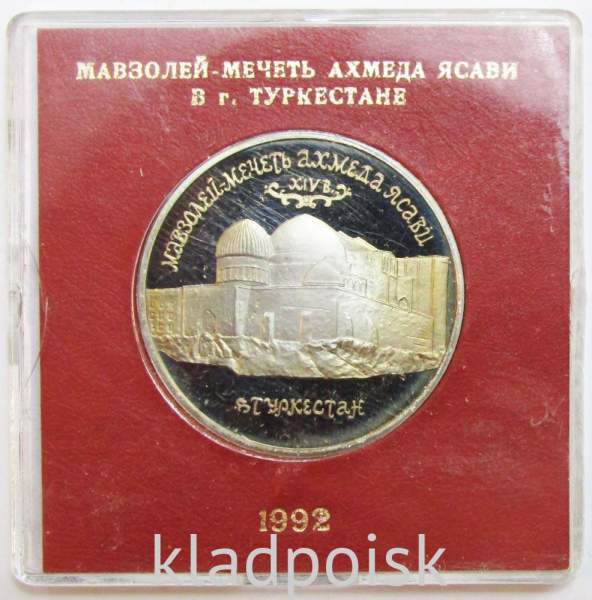 МАВЗОЛЕЙ-МЕЧЕТЬ АХМЕДА ЯСАВИ
В г. ТУРКЕСТАНЕ
МАВЗОЛЕЙ-МЕЧЕТЬ АХМЕДА ЯСАВИ
XIV В.
Г. ТУРКЕСТАН
1992
kladpoisk